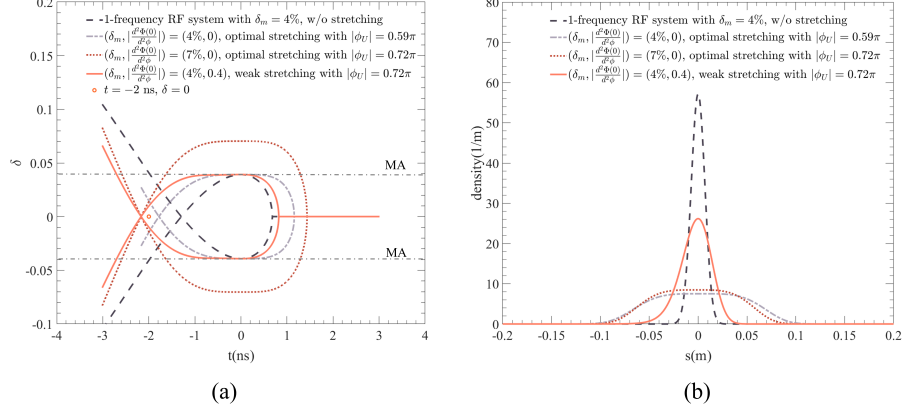 0.2
0.15
0.1
0.05
0
-0.05
-0.1
δ
-4
-3
-2
-1
0
1
2
3
4
t(ns)
1-frequency RF system with δ_m = 4%, w/o stretching
(δ_m, |d²Φ(0)/d²ϕ|) = (4%, 0), optimal stretching with |ϕ_U| = 0.59π
(δ_m, |d²Φ(0)/d²ϕ|) = (7%, 0), optimal stretching with |ϕ_U| = 0.72π
(δ_m, |d²Φ(0)/d²ϕ|) = (4%, 0.4), weak stretching with |ϕ_U| = 0.72π
t = −2 ns, δ = 0
MA
MA
(a)
80
70
60
50
40
30
20
10
0
density(1/m)
-0.2
-0.15
-0.1
-0.05
0
0.05
0.1
0.15
0.2
s(m)
1-frequency RF system with δ_m = 4%, w/o stretching
(δ_m, |d²Φ(0)/d²ϕ|) = (4%, 0), optimal stretching with |ϕ_U| = 0.59π
(δ_m, |d²Φ(0)/d²ϕ|) = (7%, 0), optimal stretching with |ϕ_U| = 0.72π
(δ_m, |d²Φ(0)/d²ϕ|) = (4%, 0.4), weak stretching with |ϕ_U| = 0.72π
(b)